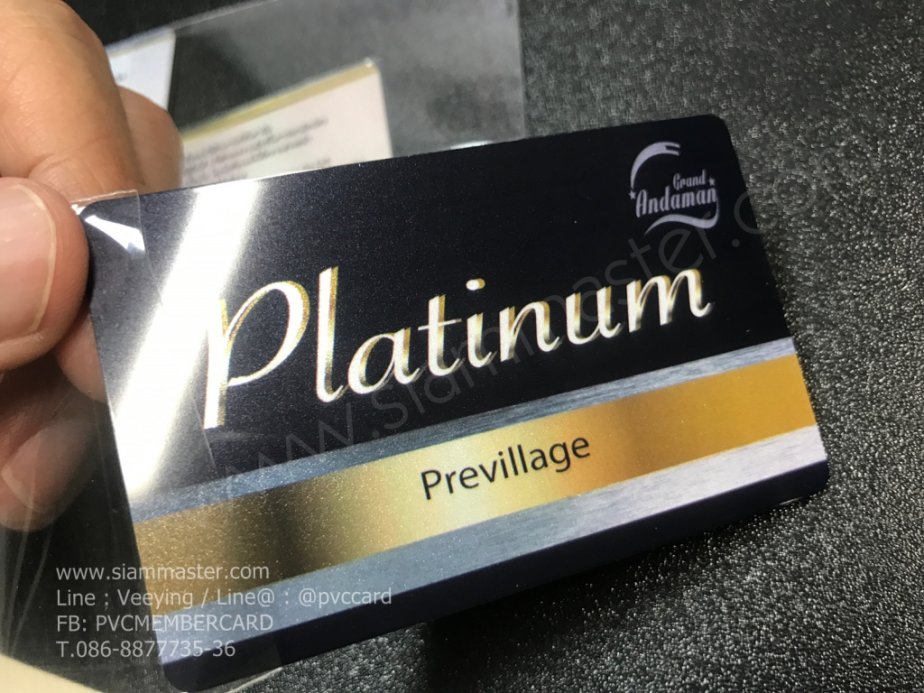 Grand
Andaman
Platinum
www.siammaster.com
Previllage
www.siammaster.com
Line : Veeying / Line@ : @pvccard
FB: PVCMEMBERCARD
T.086-8877735-36